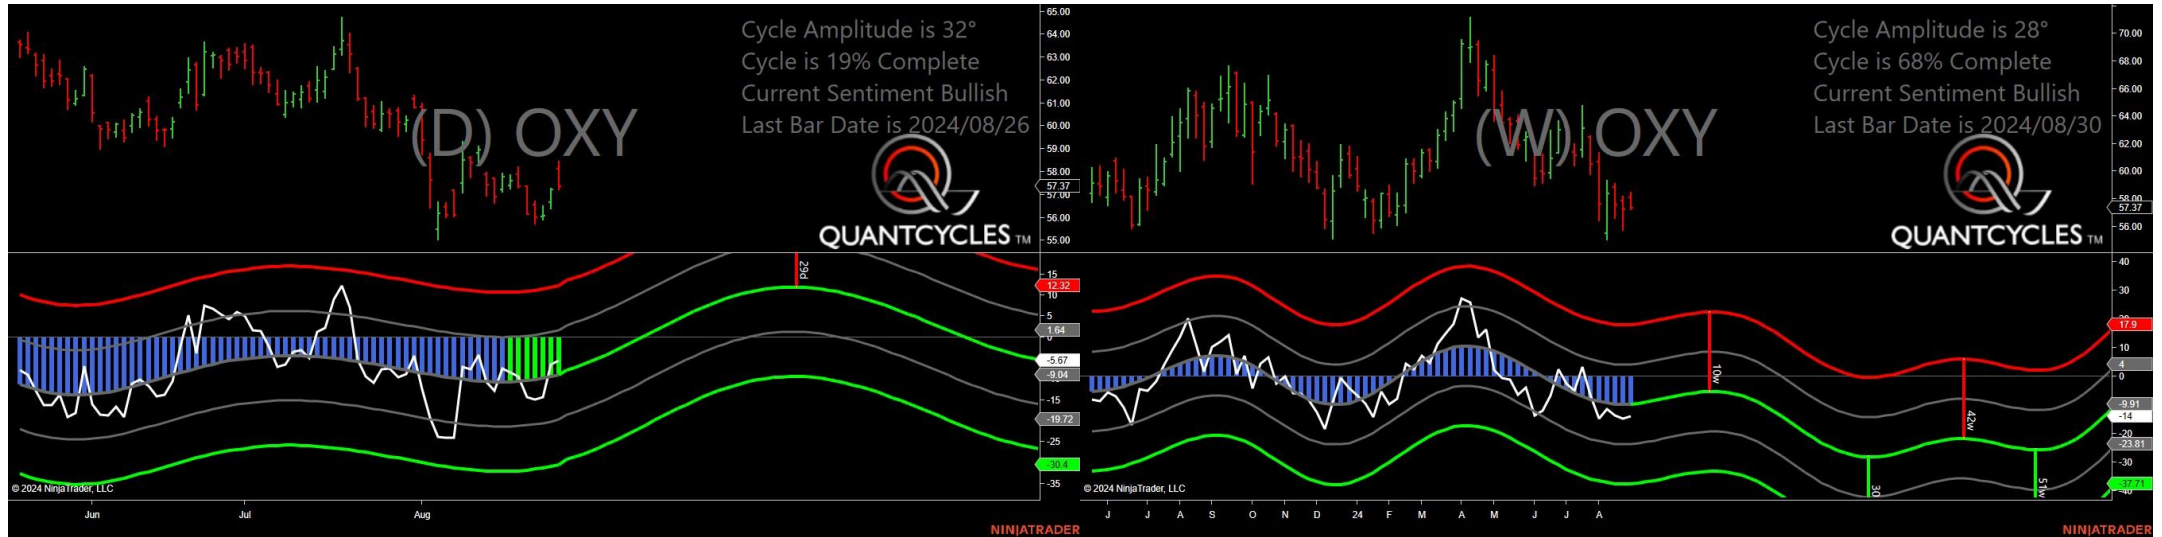 Cycle Amplitude is 32°
Cycle is 19% Complete
Current Sentiment Bullish
Last Bar Date is 2024/08/26
(D) OXY
QUANTCYCLES TM
65.00
64.00
63.00
62.00
61.00
60.00
59.00
58.00
57.37
57.00
56.00
55.00
29d
15
12.32
10
5
1.64
0
-5.67
-9.04
-15
-19.72
-25
-30.4
-35
© 2024 NinjaTrader, LLC
Jun Jul Aug
NINJATRADER
Cycle Amplitude is 28°
Cycle is 68% Complete
Current Sentiment Bullish
Last Bar Date is 2024/08/30
(W) OXY
QUANTCYCLES TM
70.00
68.00
66.00
64.00
62.00
60.00
58.00
57.37
56.00
10w
42w
30
51w
40
30
20
17.9
10
4
0
-9.91
-14
-20
-23.81
-30
-37.71
-40
© 2024 NinjaTrader, LLC
J J A S O N D 24 F M A M J J A
NINJATRADER